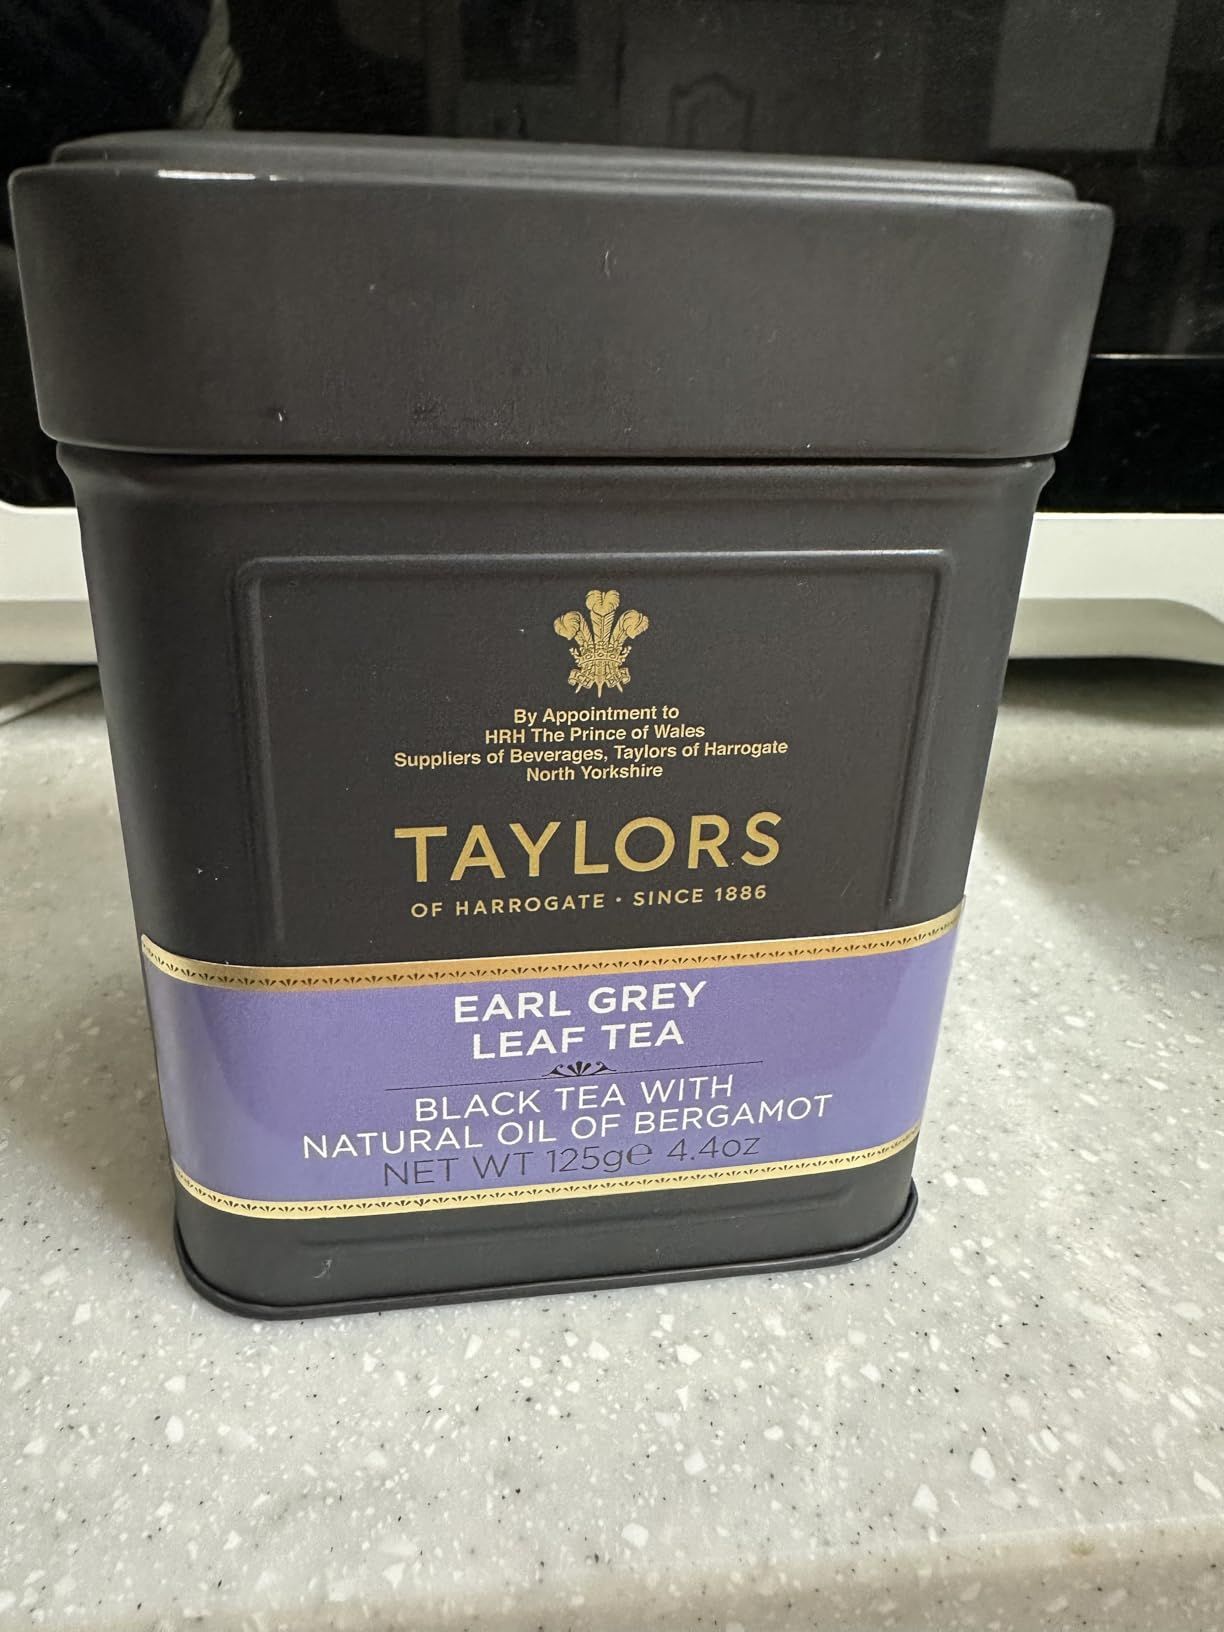 By Appointment to
HRH The Prince of Wales
Suppliers of Beverages, Taylors of Harrogate
North Yorkshire
TAYLORS
OF HARROGATE · SINCE 1886
EARL GREY
LEAF TEA
BLACK TEA WITH
NATURAL OIL OF BERGAMOT
NET WT 125g℮ 4.4oz